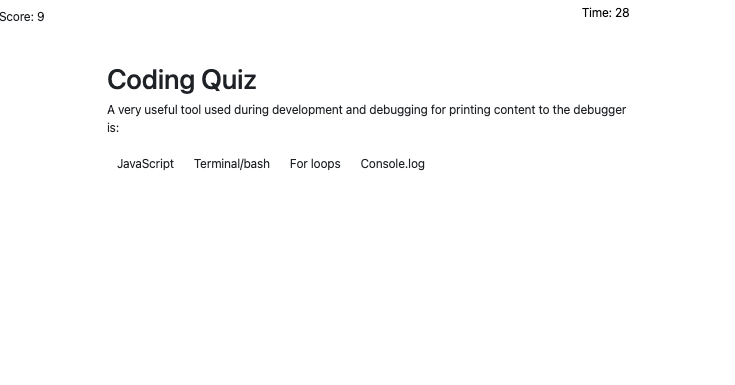 Score: 9
Time: 28
Coding Quiz
A very useful tool used during development and debugging for printing content to the debugger
is:
JavaScript Terminal/bash For loops Console.log